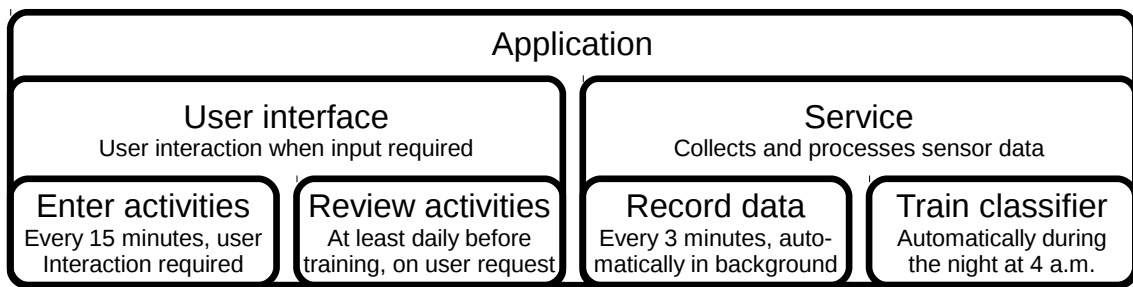 Application
User interface
User interaction when input required
Service
Collects and processes sensor data
Enter activities
Every 15 minutes, user
Interaction required
Review activities
At least daily before
training, on user request
Record data
Every 3 minutes, auto-
matically in background
Train classifier
Automatically during
the night at 4 a.m.